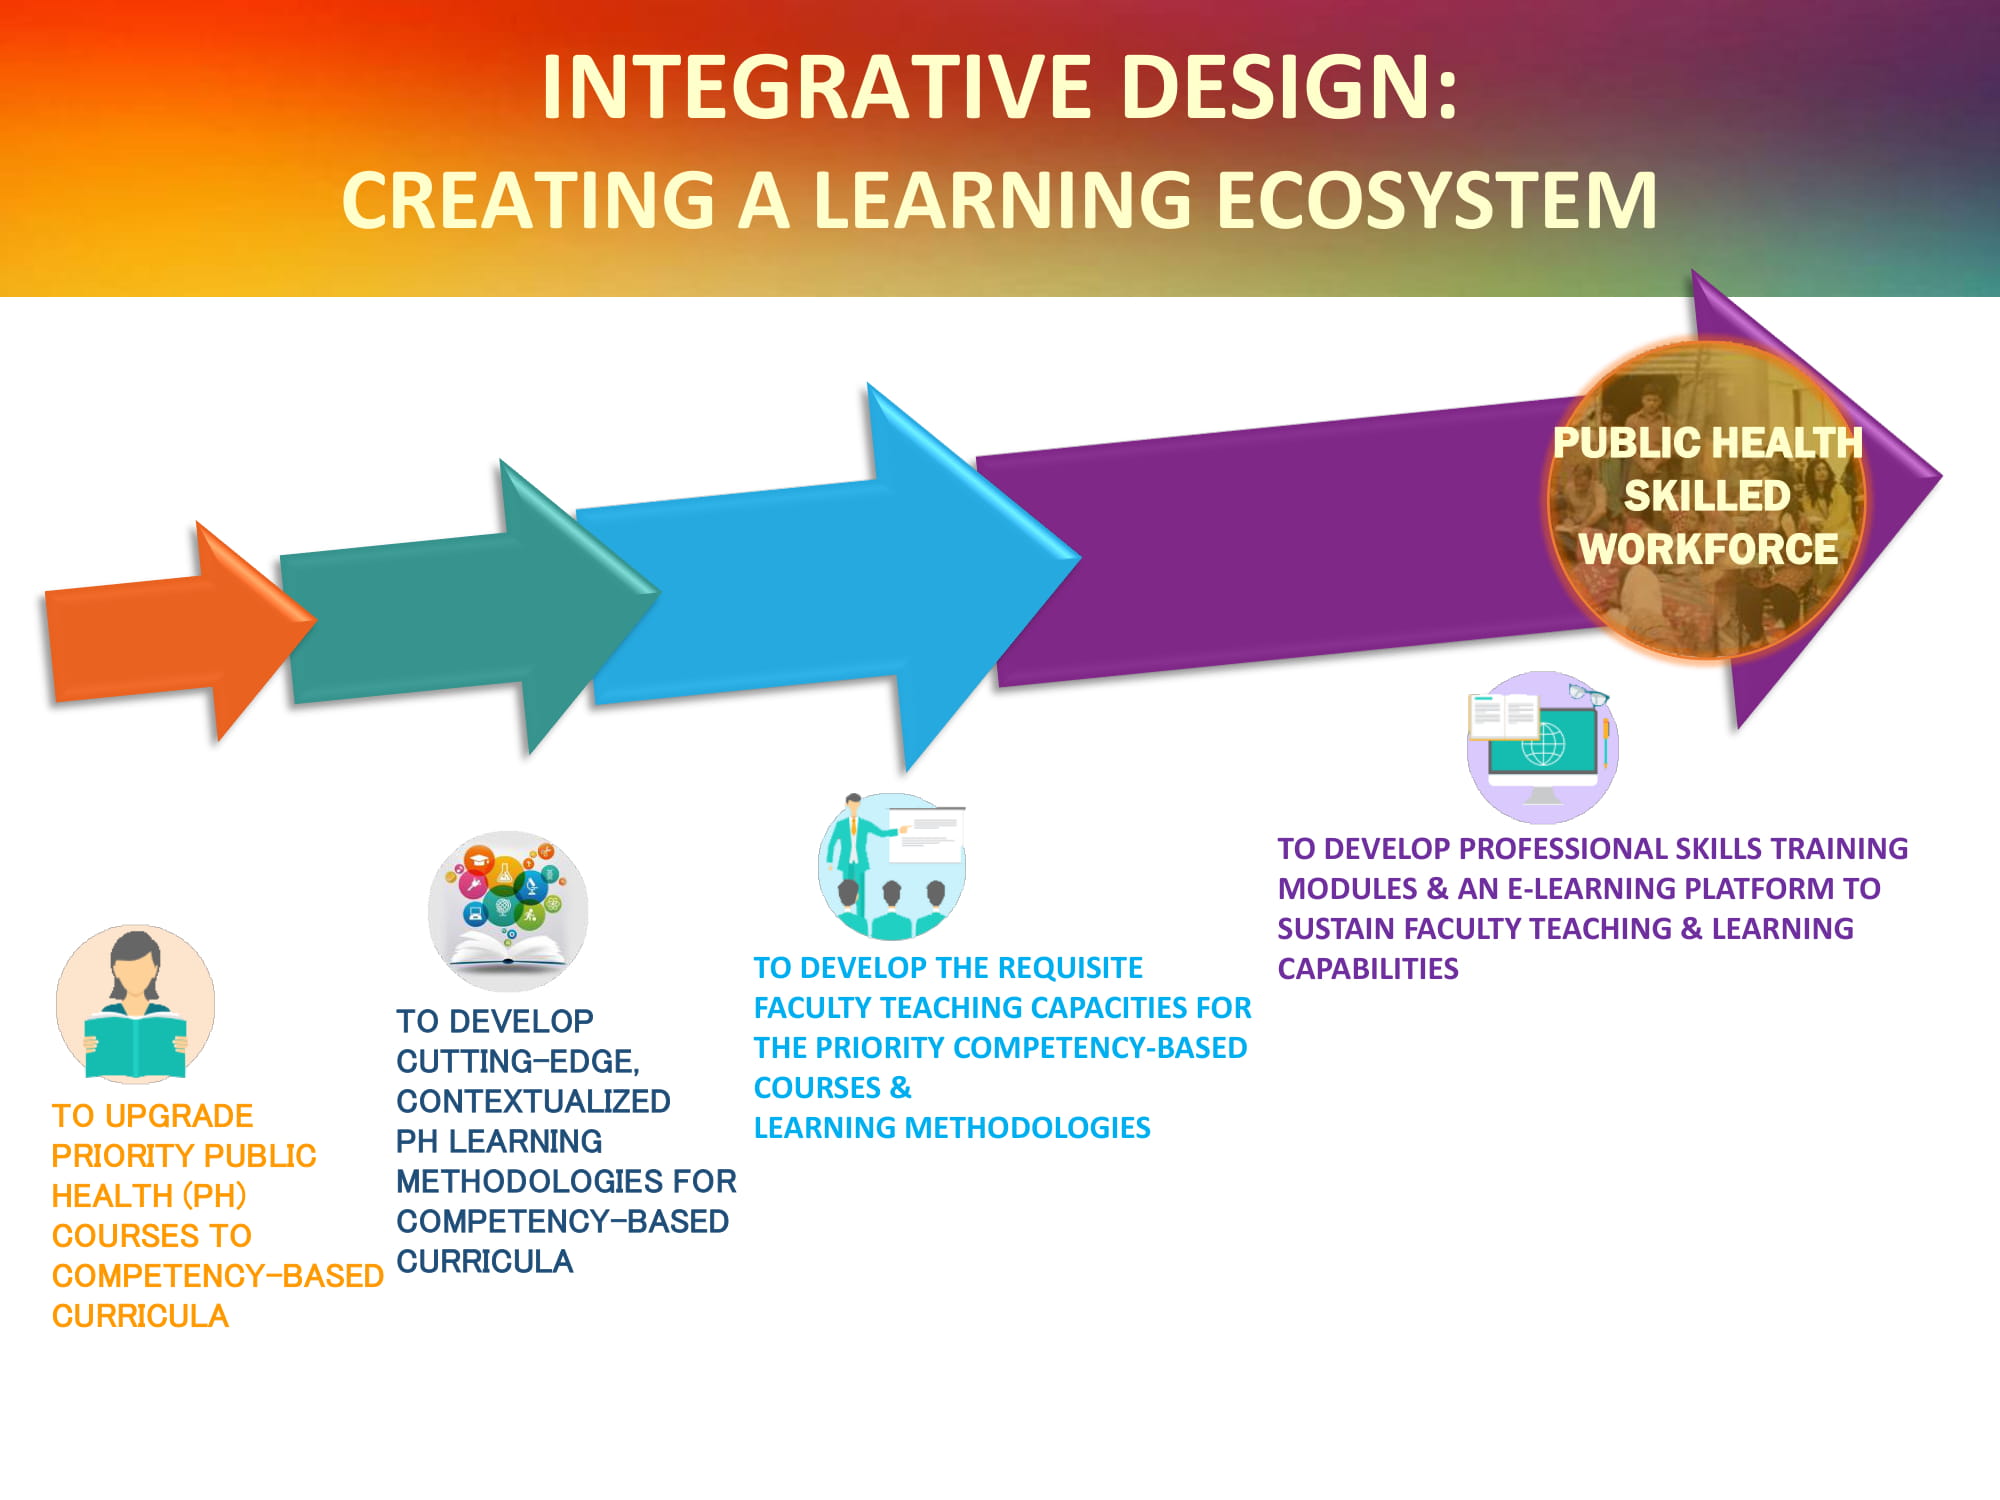 INTEGRATIVE DESIGN:
CREATING A LEARNING ECOSYSTEM
PUBLIC HEALTH
SKILLED
WORKFORCE
TO UPGRADE
PRIORITY PUBLIC
HEALTH (PH)
COURSES TO
COMPETENCY-BASED
CURRICULA
TO DEVELOP
CUTTING-EDGE,
CONTEXTUALIZED
PH LEARNING
METHODOLOGIES FOR
COMPETENCY-BASED
CURRICULA
TO DEVELOP THE REQUISITE
FACULTY TEACHING CAPACITIES FOR
THE PRIORITY COMPETENCY-BASED
COURSES &
LEARNING METHODOLOGIES
TO DEVELOP PROFESSIONAL SKILLS TRAINING
MODULES & AN E-LEARNING PLATFORM TO
SUSTAIN FACULTY TEACHING & LEARNING
CAPABILITIES